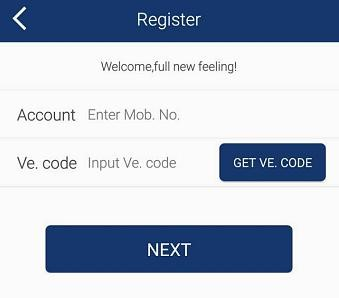 Register
Welcome,full new feeling!
Account Enter Mob. No.
Ve. code Input Ve. code GET VE. CODE
NEXT